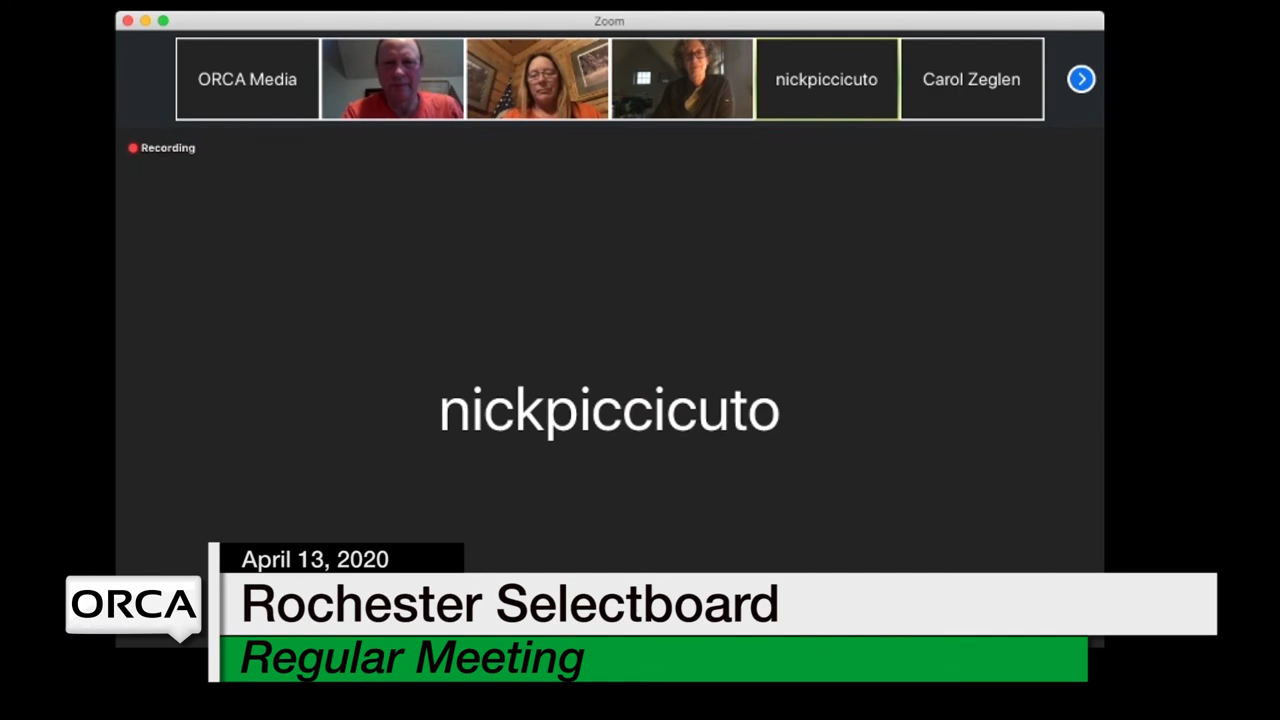 Zoom
ORCA Media
nickpiccicuto
Carol Zeglen
Recording
nickpiccicuto
April 13, 2020
ORCA
Rochester Selectboard
Regular Meeting